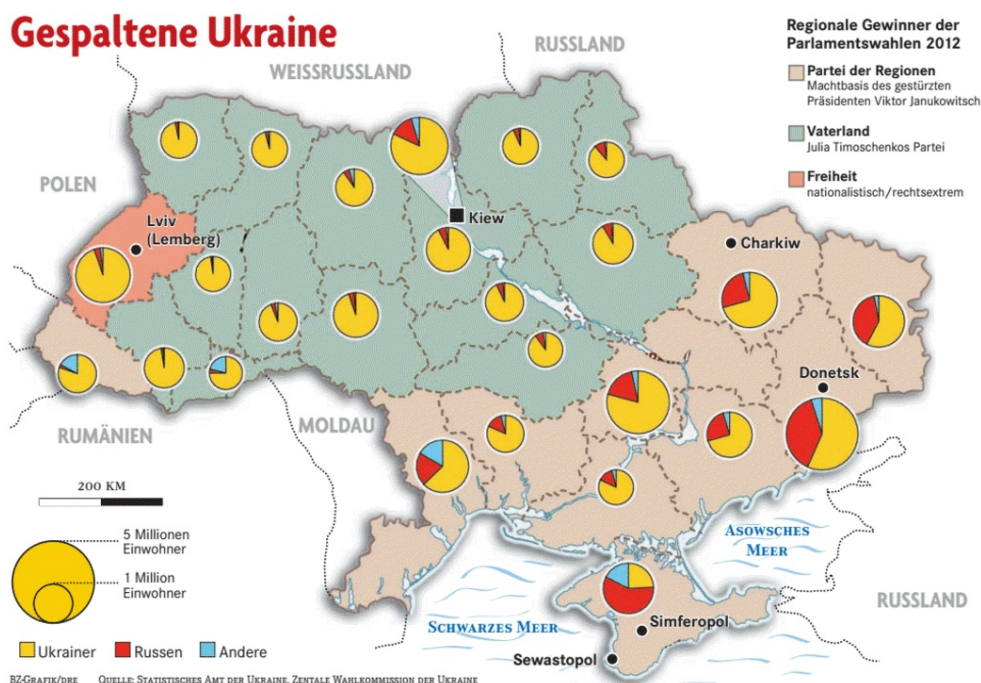 Gespaltene Ukraine
Regionale Gewinner der
Parlamentswahlen 2012
Partei der Regionen
Machtbasis des gestürzten
Präsidenten Viktor Janukowitsch
Vaterland
Julia Timoschenkos Partei
Freiheit
nationalistisch/rechtsextrem
RUSSLAND
WEISSRUSSLAND
POLEN
Kiew
Lviv
(Lemberg)
Charkiw
Donetsk
RUMÄNIEN
MOLDAU
200 KM
5 Millionen
Einwohner
1 Million
Einwohner
ASOWSCHES
MEER
RUSSLAND
SCHWARZES MEER
Simferopol
Sewastopol
Ukrainer
Russen
Andere
BZ-GRAFIK/DRE QUELLE: STATISTISCHES AMT DER UKRAINE, ZENTALE WAHLKOMMISSION DER UKRAINE